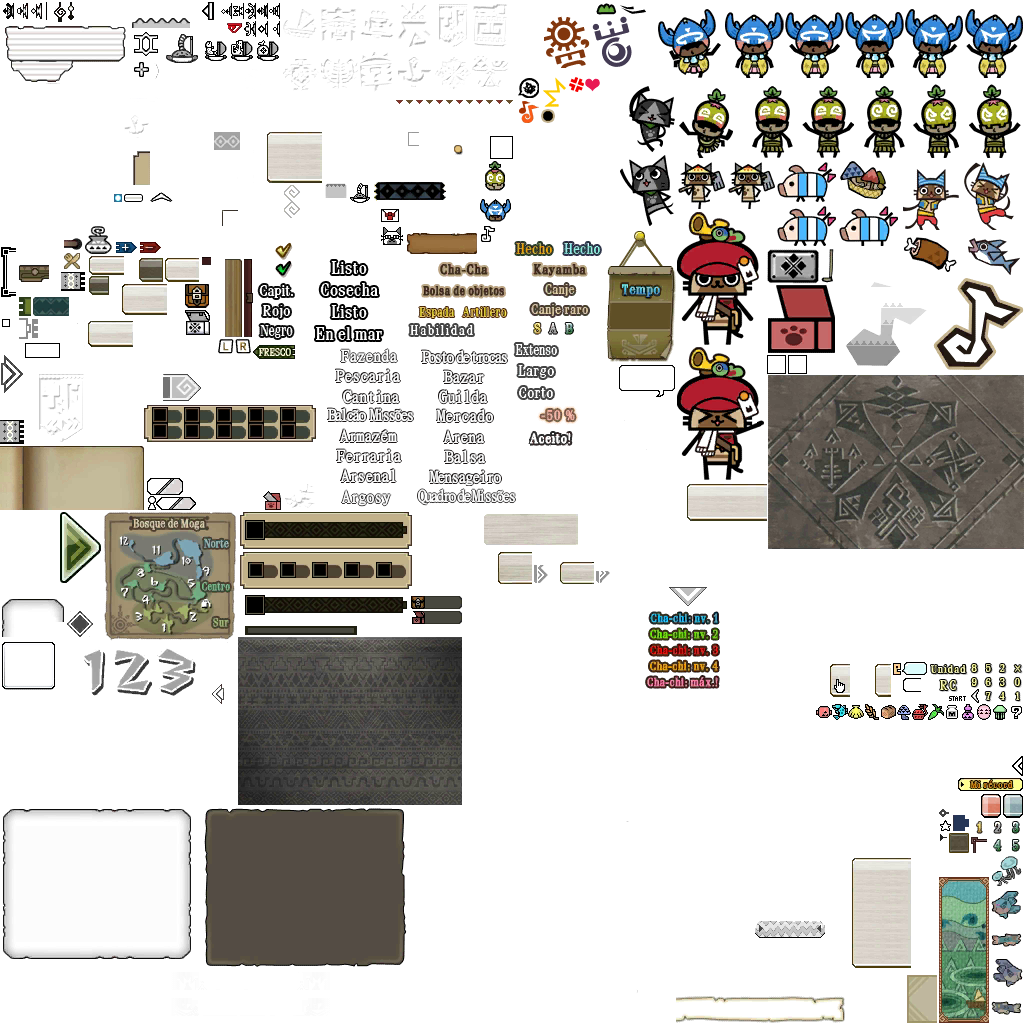 Hecho Hecho
Listo
Cha-Cha
Kayamba
Capit.
Cosecha
Bolsa de objetos
Canje
Tempo
Rojo
Listo
Espada Artillero
Canje raro
Negro
En el mar
Habilidad
S A B
L R
FRESCO
Fazenda
Posto de trocas
Extenso
Pescaria
Bazar
Largo
Cantina
Guilda
Corto
Balcão Missões
Mercado
-50 %
Armazém
Arena
Aceito!
Ferraria
Balsa
Arsenal
Mensageiro
Argosy
Quadro de Missões
Bosque de Moga
12 11 10 Norte
8 6 9
7 5 Centro
4
3 1 2 Sur
Cha-chi: nv. 1
Cha-chi: nv. 2
Cha-chi: nv. 3
Cha-chi: nv. 4
Cha-chi: máx.!
123
Unidad 8 5 2 ×
RC 9 6 3 0
START 7 4 1
?
Mi récord
1 2 3
4 5